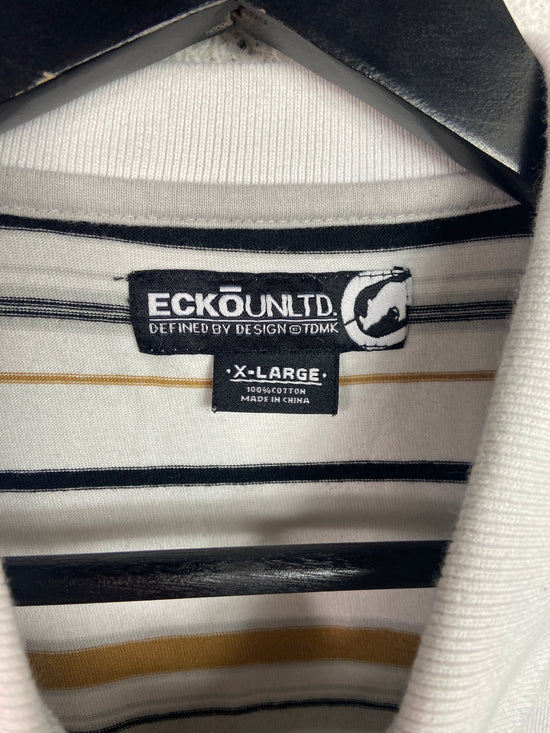 ECKŌUNLTD.
DEFINED BY DESIGN © TDMK
·X-LARGE·
100% COTTON
MADE IN CHINA